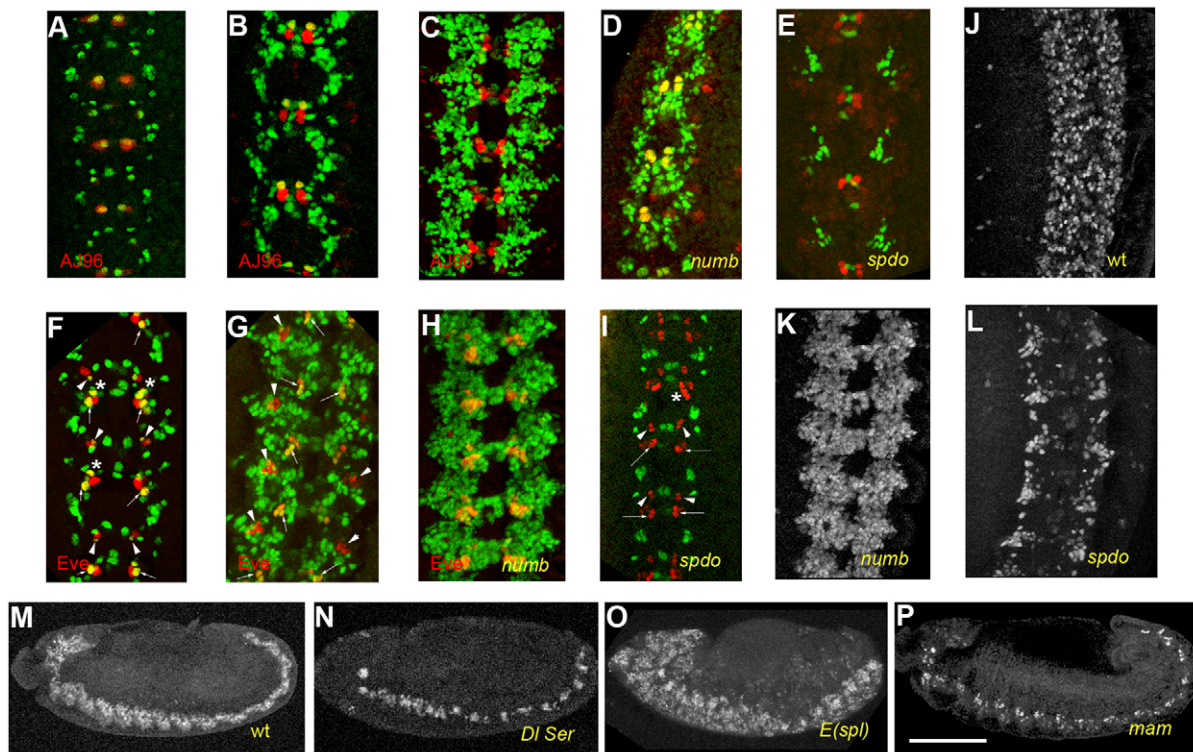 A
AJ96
B
AJ96
C
AJ96
D
numb
E
spdo
J
wt
F
Eve
G
Eve
H
Eve numb
I
spdo
K
numb
L
spdo
M
wt
N
Dl Ser
O
E(spl)
P
mam